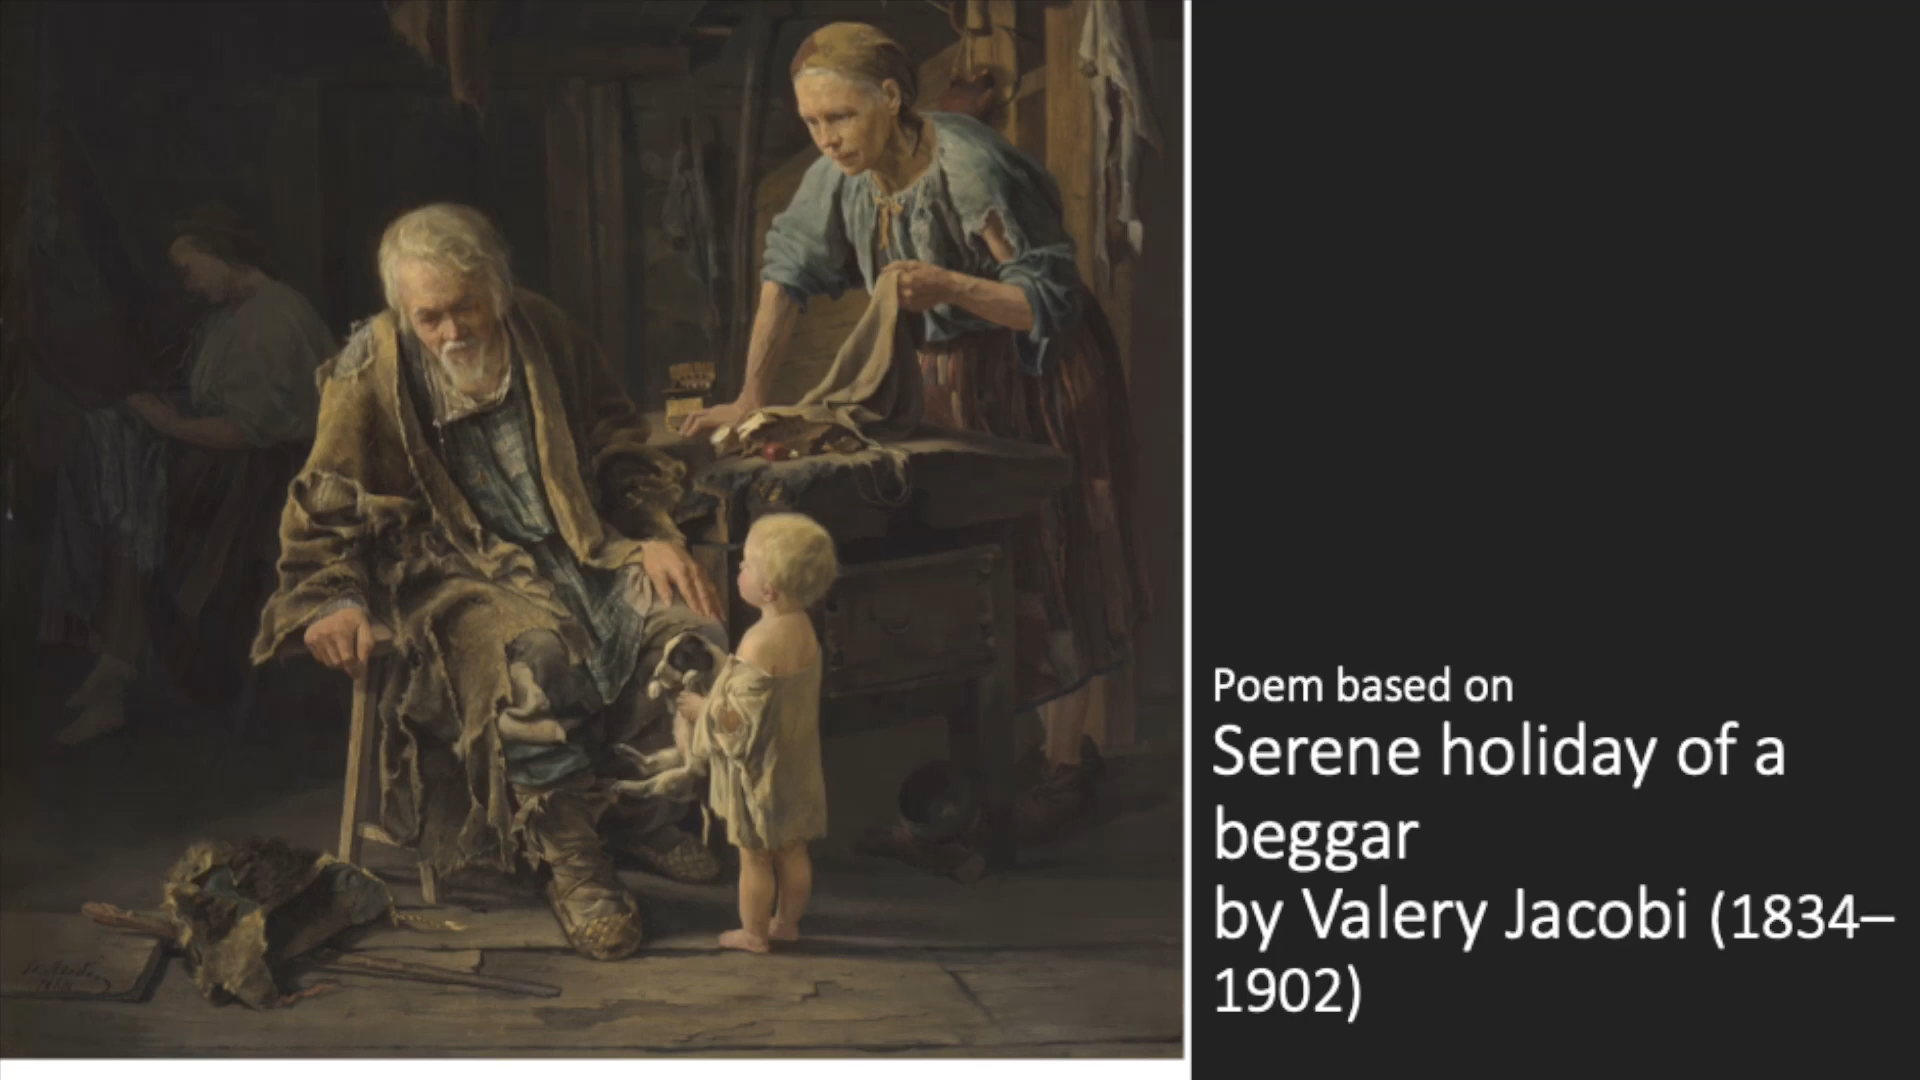 Poem based on
Serene holiday of a
beggar
by Valery Jacobi (1834–
1902)